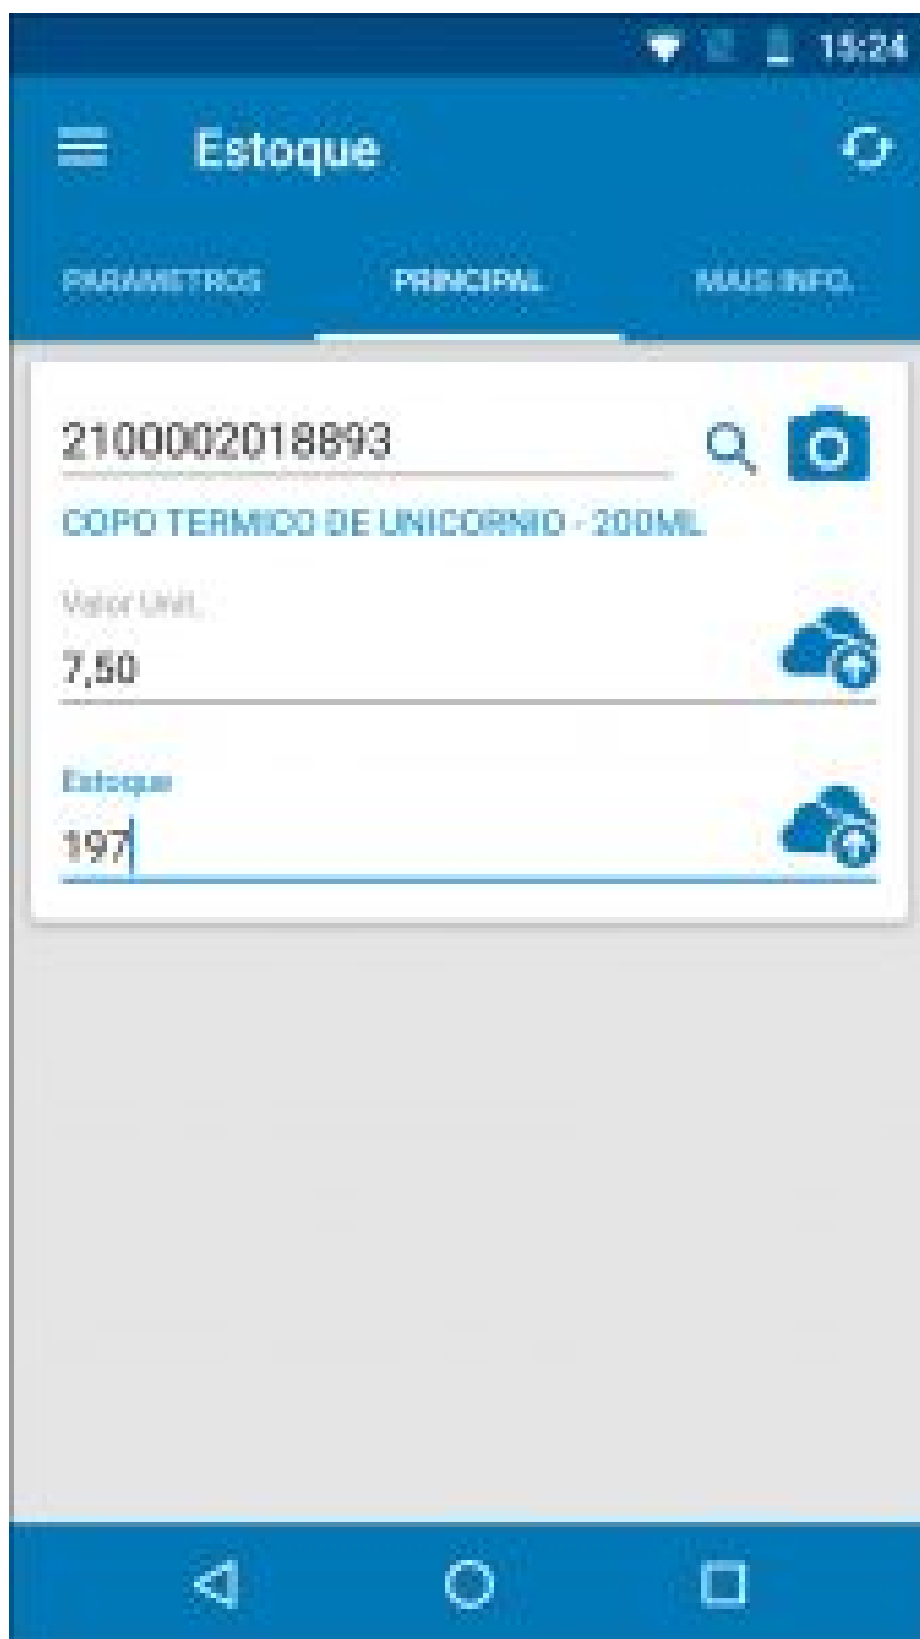 15:24
Estoque
PARAMETROS PRINCIPAL MAIS INFO.
2100002018893
COPO TERMICO DE UNICORNIO - 200ML
Valor Unit.
7,50
Estoque
197